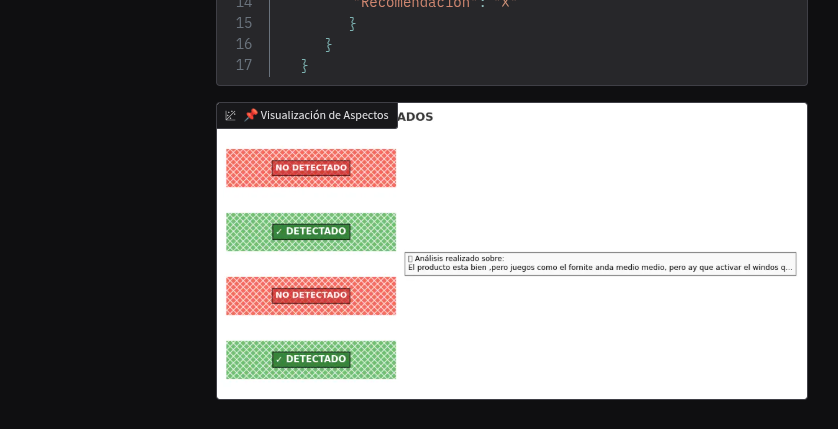 14 "Recomendación": "X"
15 }
16 }
17 }
📌 Visualización de Aspectos
ADOS
NO DETECTADO
✓ DETECTADO
Análisis realizado sobre:
El producto esta bien ,pero juegos como el fornite anda medio medio, pero ay que activar el windos q...
NO DETECTADO
✓ DETECTADO